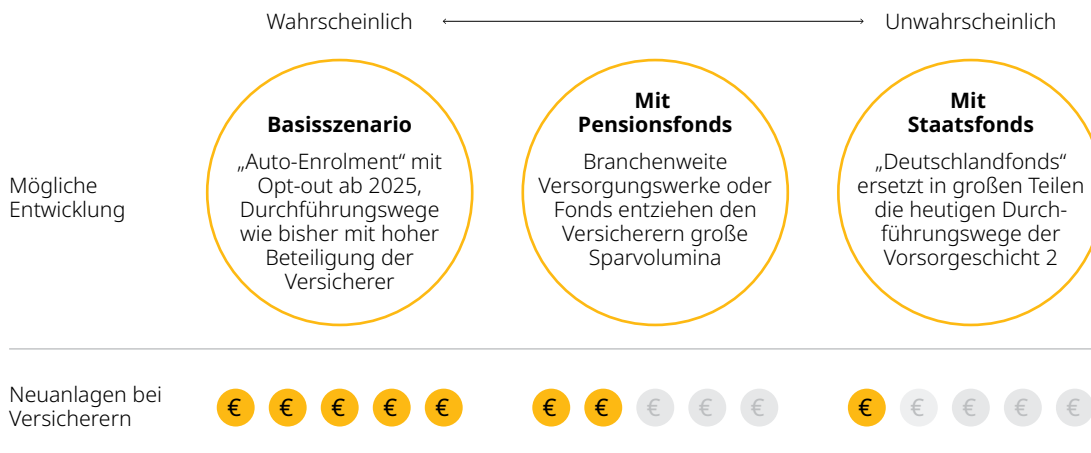 Wahrscheinlich
Unwahrscheinlich
Mögliche
Entwicklung
Basisszenario
„Auto-Enrolment“ mit
Opt-out ab 2025,
Durchführungswege
wie bisher mit hoher
Beteiligung der
Versicherer
Mit
Pensionsfonds
Branchenweite
Versorgungswerke oder
Fonds entziehen den
Versicherern große
Sparvolumina
Mit
Staatsfonds
„Deutschlandfonds“
ersetzt in großen Teilen
die heutigen Durch-
führungswege der
Vorsorgeschicht 2
Neuanlagen bei
Versicherern
€ € € € €
€ € € € €
€ € € € €